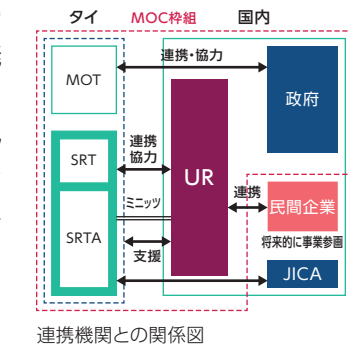 タイ MOC枠組 国内
連携・協力
MOT
政府
SRT
連携
協力
UR
ミニッツ
連携
民間企業
SRTA
支援
将来的に事業参画
JICA
連携機関との関係図